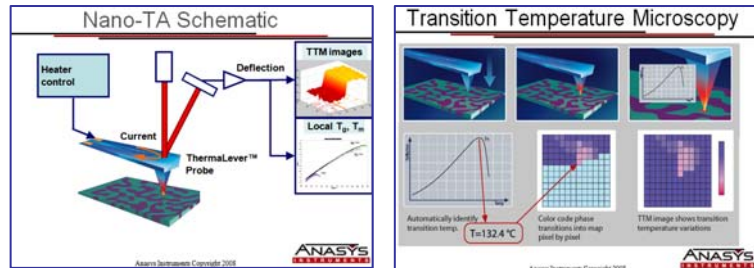 Nano-TA Schematic
TTM images
Heater
control
Deflection
Current
Local Tg, Tm
ThermaLever™
Probe
ANASYS
INSTRUMENTS
Anasys Instruments Copyright 2008
Transition Temperature Microscopy
Automatically identify
transition temp.
T=132.4 °C
Color code phase
transitions into map
pixel by pixel
TTM image shows transition
temperature variations
ANASYS
INSTRUMENTS